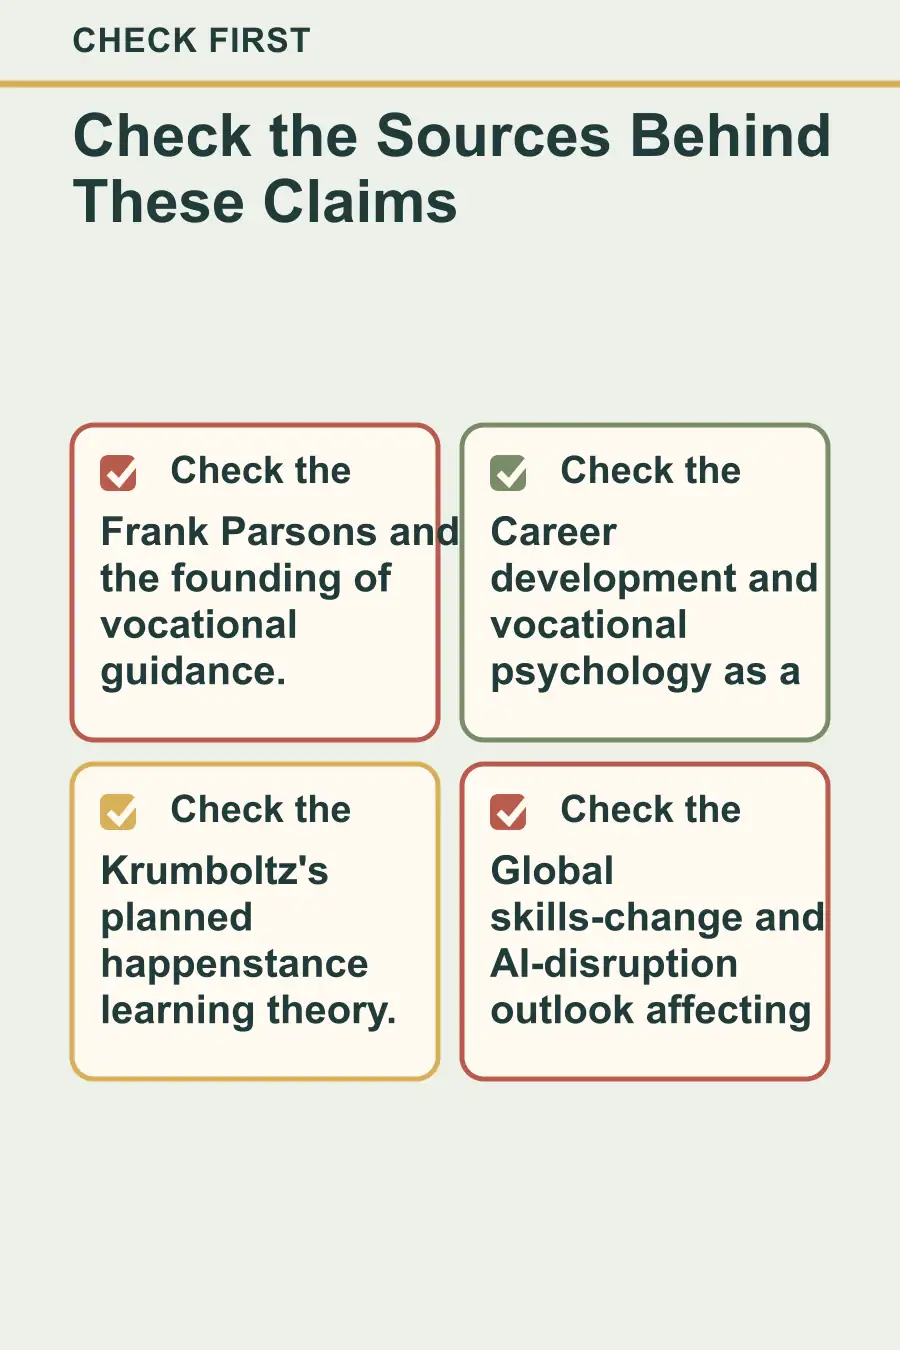 CHECK FIRST
Check the Sources Behind
These Claims
Check the
Frank Parsons and
the founding of
vocational
guidance.
Check the
Career
development and
vocational
psychology as a
Check the
Krumboltz's
planned
happenstance
learning theory.
Check the
Global
skills-change and
AI-disruption
outlook affecting